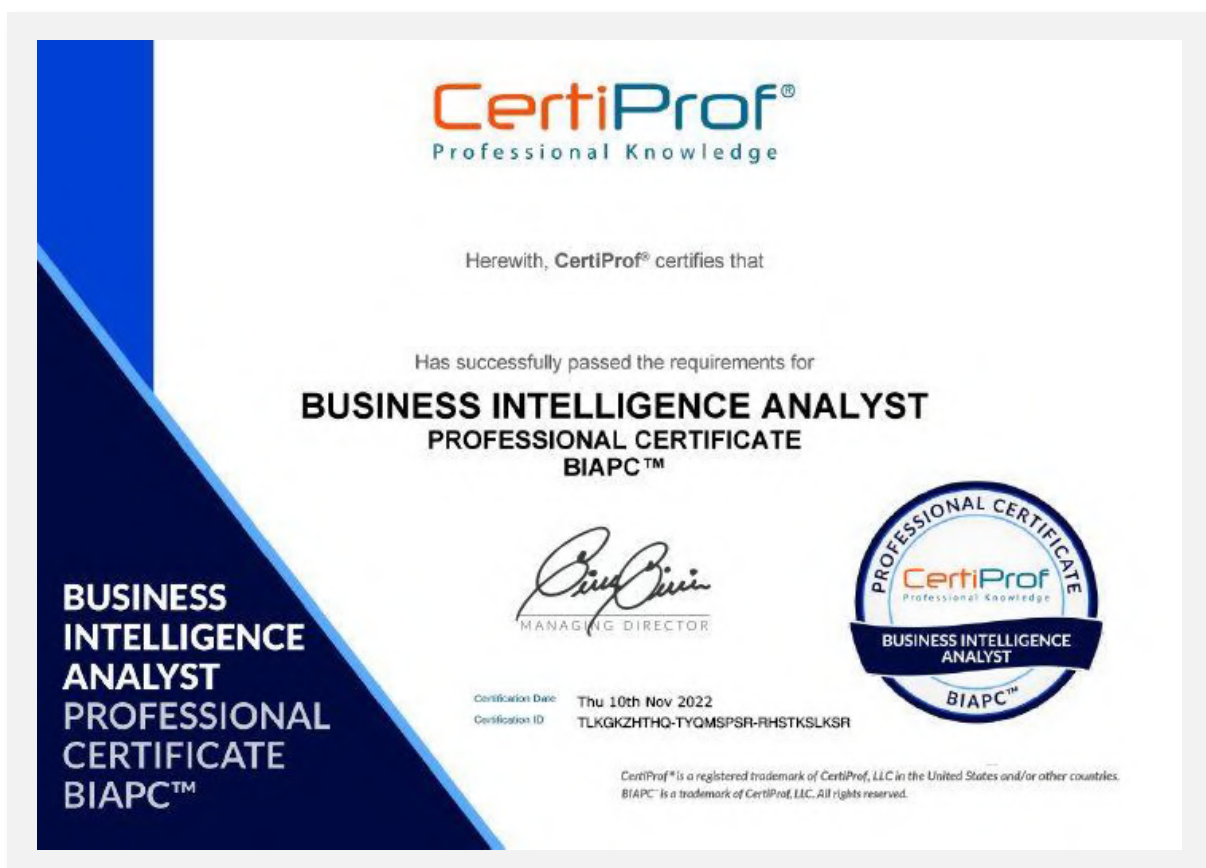 CertiProf®
Professional Knowledge
Herewith, CertiProf® certifies that
Has successfully passed the requirements for
BUSINESS INTELLIGENCE ANALYST
PROFESSIONAL CERTIFICATE
BIAPC™
MANAGING DIRECTOR
Certification Date Thu 10th Nov 2022
Certification ID TLKGKZHTHQ-TYQMSPSR-RHSTKSLKSR
CertiProf® is a registered trademark of CertiProf, LLC in the United States and/or other countries.
BIAPC™ is a trademark of CertiProf, LLC. All rights reserved.
BUSINESS
INTELLIGENCE
ANALYST
PROFESSIONAL
CERTIFICATE
BIAPC™
PROFESSIONAL CERTIFICATE
CertiProf
Professional Knowledge
BUSINESS INTELLIGENCE
ANALYST
BIAPC™